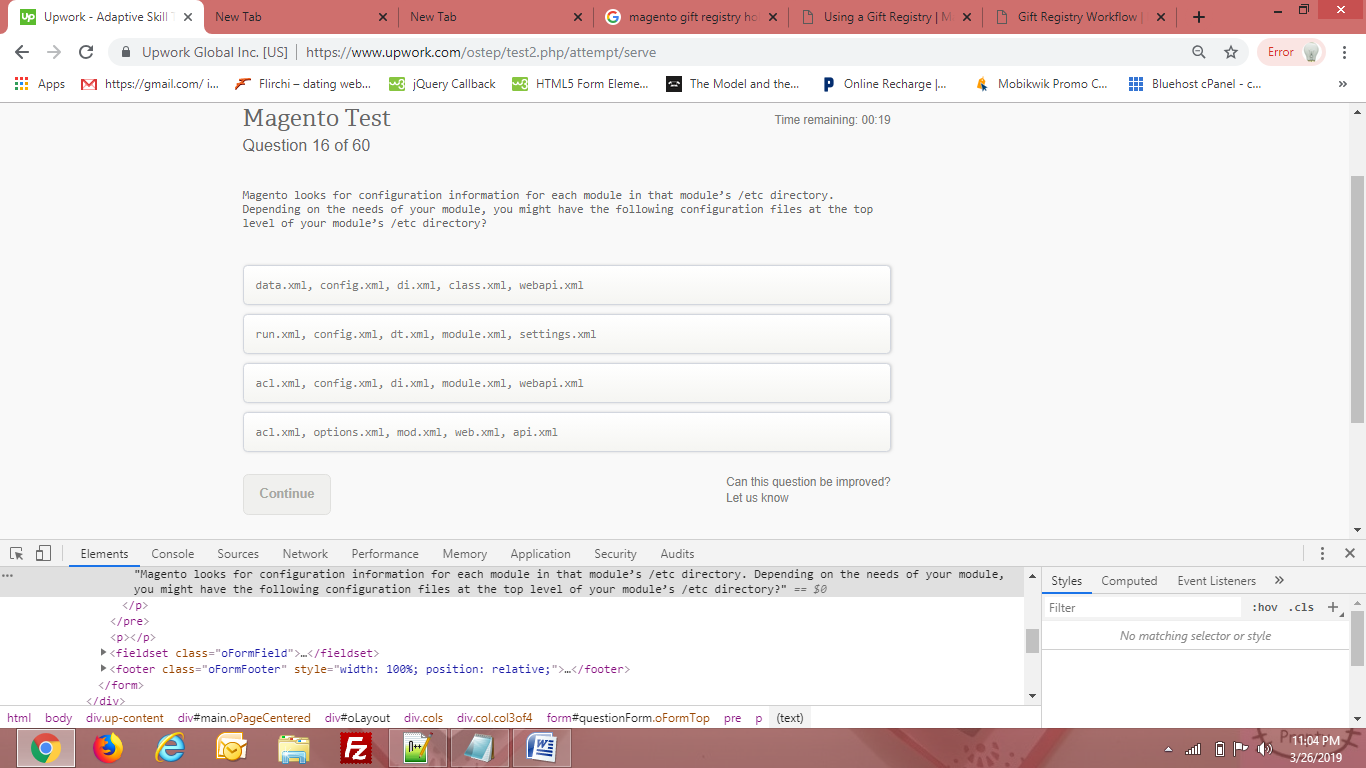 Upwork - Adaptive Skill T
New Tab
New Tab
magento gift registry ho
Using a Gift Registry | M
Gift Registry Workflow |
Upwork Global Inc. [US] | https://www.upwork.com/ostep/test2.php/attempt/serve
Error
Apps
https://gmail.com/ i...
Flirchi – dating web...
jQuery Callback
HTML5 Form Eleme...
The Model and the...
Online Recharge |...
Mobikwik Promo C...
Bluehost cPanel - c...
»
Magento Test
Time remaining: 00:19
Question 16 of 60
Magento looks for configuration information for each module in that module’s /etc directory.
Depending on the needs of your module, you might have the following configuration files at the top
level of your module’s /etc directory?
data.xml, config.xml, di.xml, class.xml, webapi.xml
run.xml, config.xml, dt.xml, module.xml, settings.xml
acl.xml, config.xml, di.xml, module.xml, webapi.xml
acl.xml, options.xml, mod.xml, web.xml, api.xml
Continue
Can this question be improved?
Let us know
Elements Console Sources Network Performance Memory Application Security Audits
"Magento looks for configuration information for each module in that module’s /etc directory. Depending on the needs of your module,
you might have the following configuration files at the top level of your module’s /etc directory?" == $0
</p>
</pre>
<p></p>
<fieldset class="oFormField">…</fieldset>
<footer class="oFormFooter" style="width: 100%; position: relative;">…</footer>
</form>
</div>
Styles Computed Event Listeners »
Filter :hov .cls +
No matching selector or style
html body div.up-content div#main.oPageCentered div#oLayout div.cols div.col.col3of4 form#questionForm.oFormTop pre p (text)
11:04 PM
3/26/2019